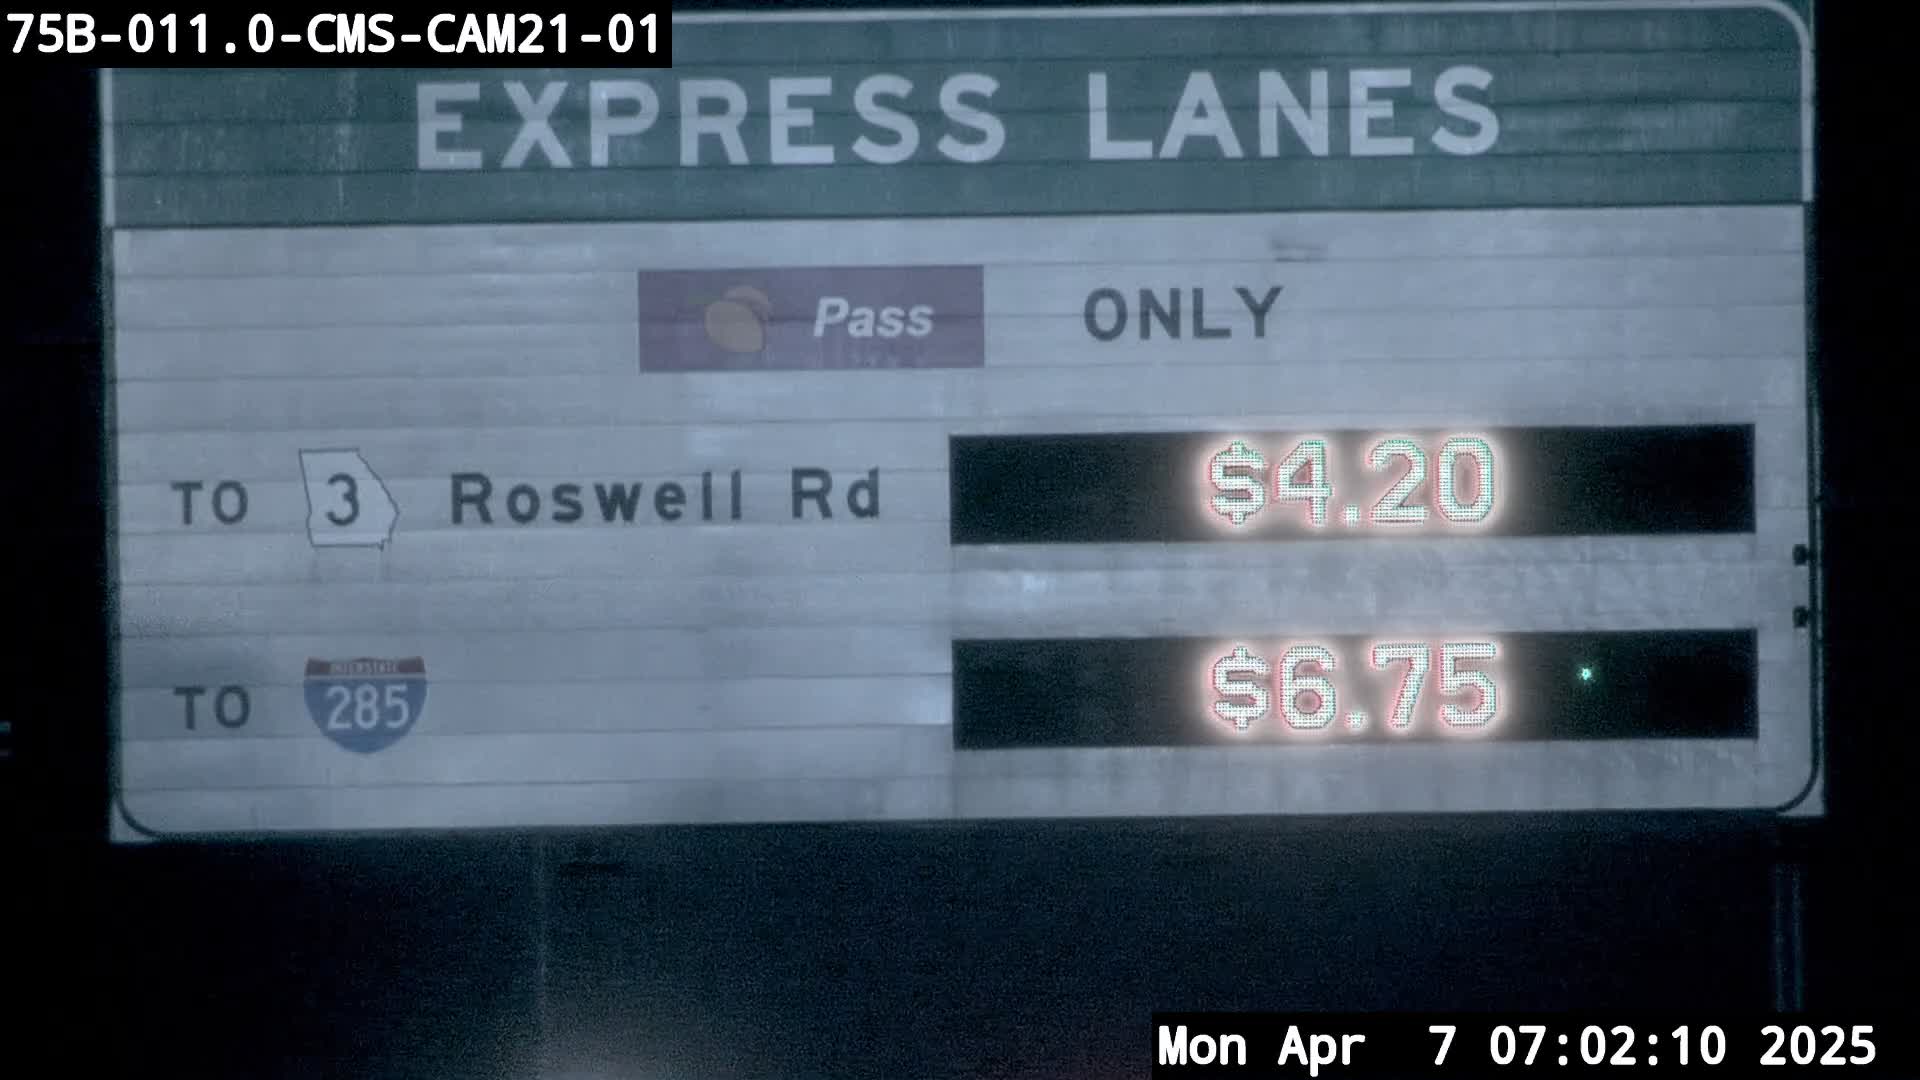 75B-011.0-CMS-CAM21-01
EXPRESS LANES
Pass ONLY
TO 3 Roswell Rd $4.20
TO INTERSTATE 285 $6.75
Mon Apr 7 07:02:10 2025